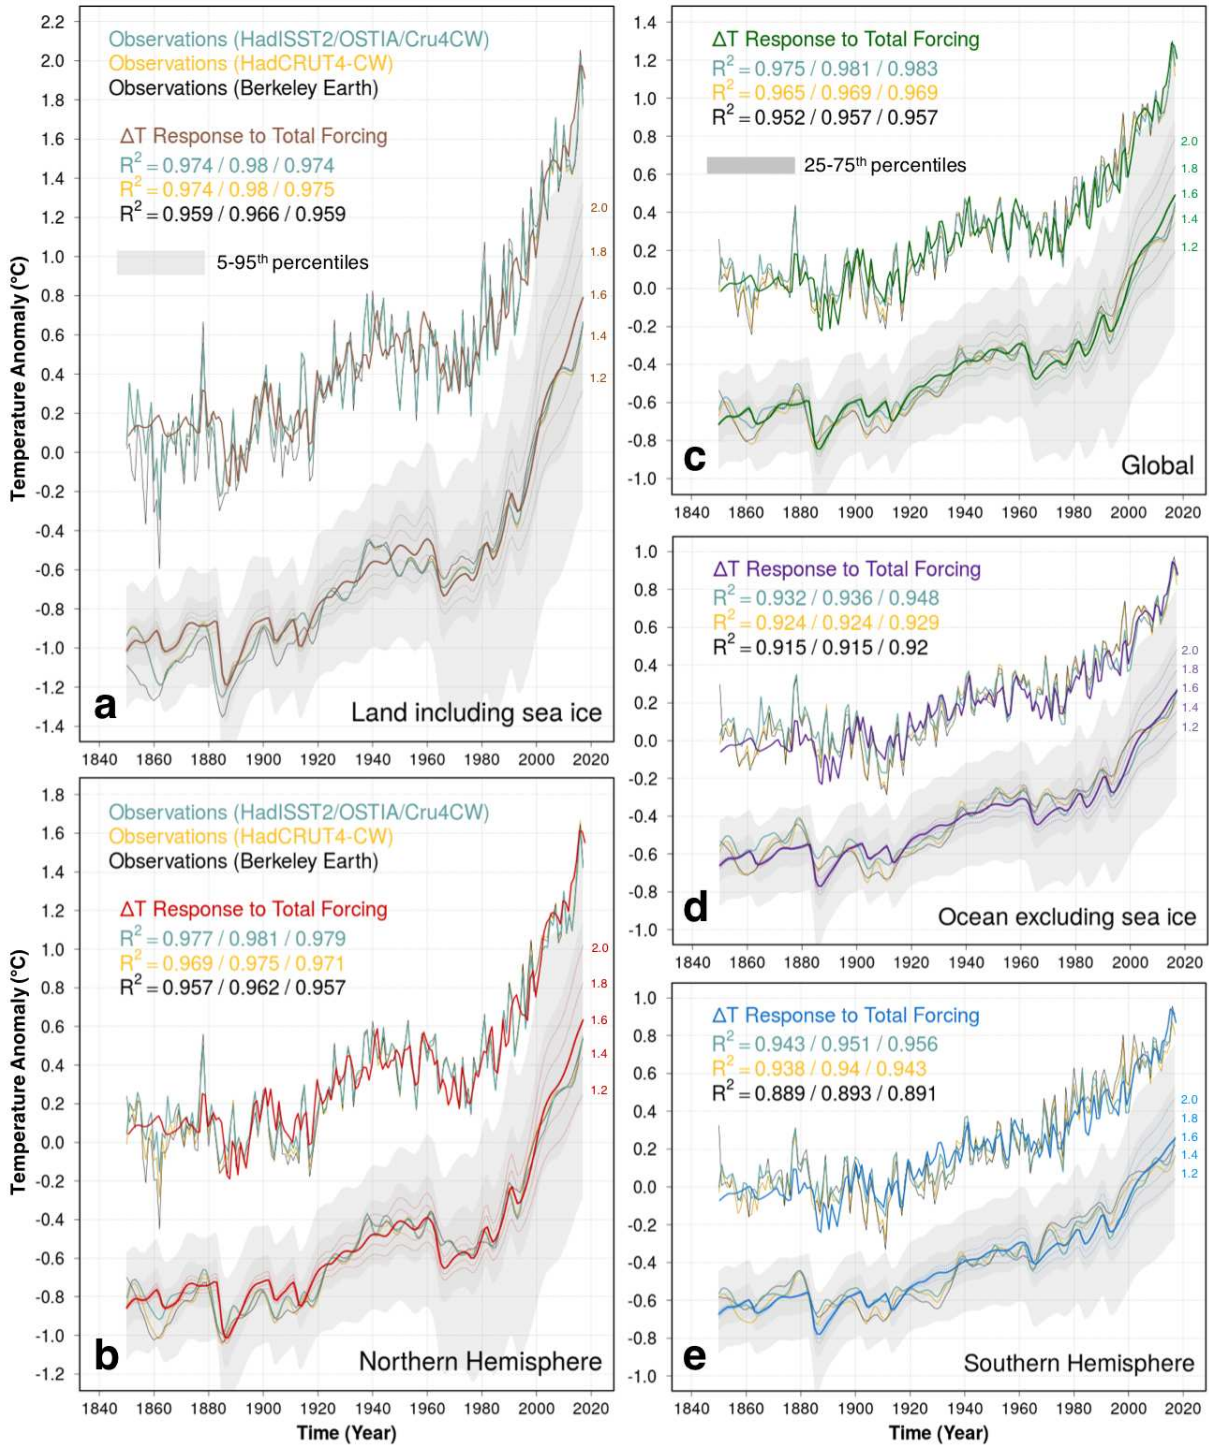 Temperature Anomaly (°C)
2.2
2.0
1.8
1.6
1.4
1.2
1.0
0.8
0.6
0.4
0.2
0.0
-0.2
-0.4
-0.6
-0.8
-1.0
-1.2
-1.4
Observations (HadISST2/OSTIA/Cru4CW)
Observations (HadCRUT4-CW)
Observations (Berkeley Earth)
ΔT Response to Total Forcing
R² = 0.974 / 0.98 / 0.974
R² = 0.974 / 0.98 / 0.975
R² = 0.959 / 0.966 / 0.959
5-95th percentiles
2.0
1.8
1.6
1.4
1.2
a
Land including sea ice
1840 1860 1880 1900 1920 1940 1960 1980 2000 2020
Temperature Anomaly (°C)
1.8
1.6
1.4
1.2
1.0
0.8
0.6
0.4
0.2
0.0
-0.2
-0.4
-0.6
-0.8
-1.0
-1.2
Observations (HadISST2/OSTIA/Cru4CW)
Observations (HadCRUT4-CW)
Observations (Berkeley Earth)
ΔT Response to Total Forcing
R² = 0.977 / 0.981 / 0.979
R² = 0.969 / 0.975 / 0.971
R² = 0.957 / 0.962 / 0.957
2.0
1.8
1.6
1.4
1.2
b
Northern Hemisphere
1840 1860 1880 1900 1920 1940 1960 1980 2000 2020
Time (Year)
1.4
1.2
1.0
0.8
0.6
0.4
0.2
0.0
-0.2
-0.4
-0.6
-0.8
-1.0
ΔT Response to Total Forcing
R² = 0.975 / 0.981 / 0.983
R² = 0.965 / 0.969 / 0.969
R² = 0.952 / 0.957 / 0.957
25-75th percentiles
2.0
1.8
1.6
1.4
1.2
c
Global
1840 1860 1880 1900 1920 1940 1960 1980 2000 2020
1.0
0.8
0.6
0.4
0.2
0.0
-0.2
-0.4
-0.6
-0.8
-1.0
ΔT Response to Total Forcing
R² = 0.932 / 0.936 / 0.948
R² = 0.924 / 0.924 / 0.929
R² = 0.915 / 0.915 / 0.92
2.0
1.8
1.6
1.4
1.2
d
Ocean excluding sea ice
1840 1860 1880 1900 1920 1940 1960 1980 2000 2020
1.0
0.8
0.6
0.4
0.2
0.0
-0.2
-0.4
-0.6
-0.8
-1.0
ΔT Response to Total Forcing
R² = 0.943 / 0.951 / 0.956
R² = 0.938 / 0.94 / 0.943
R² = 0.889 / 0.893 / 0.891
2.0
1.8
1.6
1.4
1.2
e
Southern Hemisphere
1840 1860 1880 1900 1920 1940 1960 1980 2000 2020
Time (Year)